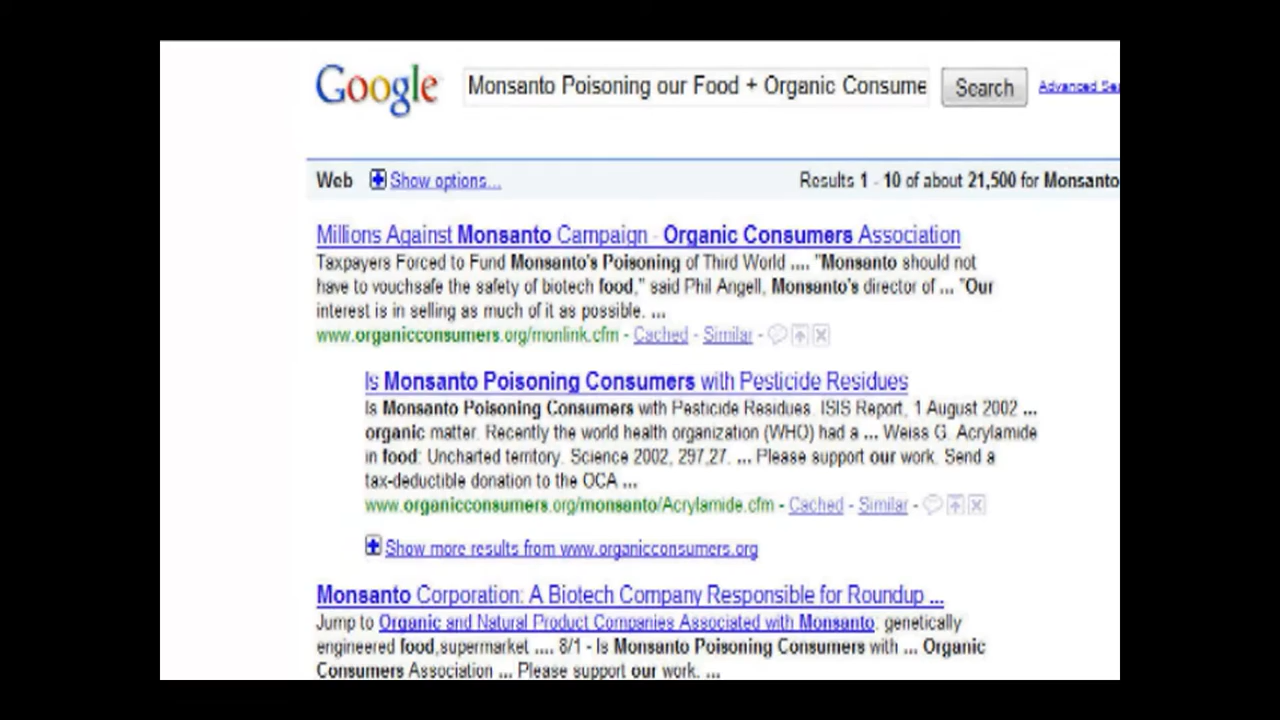 Google Monsanto Poisoning our Food + Organic Consume Search Advanced Sea
Web Show options... Results 1 - 10 of about 21,500 for Monsanto
Millions Against Monsanto Campaign - Organic Consumers Association
Taxpayers Forced to Fund Monsanto's Poisoning of Third World .... "Monsanto should not
have to vouchsafe the safety of biotech food," said Phil Angell, Monsanto's director of ... "Our
interest is in selling as much of it as possible. ...
www.organicconsumers.org/monlink.cfm - Cached - Similar -
Is Monsanto Poisoning Consumers with Pesticide Residues
Is Monsanto Poisoning Consumers with Pesticide Residues. ISIS Report, 1 August 2002 ...
organic matter. Recently the world health organization (WHO) had a ... Weiss G. Acrylamide
in food: Uncharted territory. Science 2002, 297,27. ... Please support our work. Send a
tax-deductible donation to the OCA ...
www.organicconsumers.org/monsanto/Acrylamide.cfm - Cached - Similar -
Show more results from www.organicconsumers.org
Monsanto Corporation: A Biotech Company Responsible for Roundup ...
Jump to Organic and Natural Product Companies Associated with Monsanto. genetically
engineered food,supermarket .... 8/1 - Is Monsanto Poisoning Consumers with ... Organic
Consumers Association ... Please support our work. ...